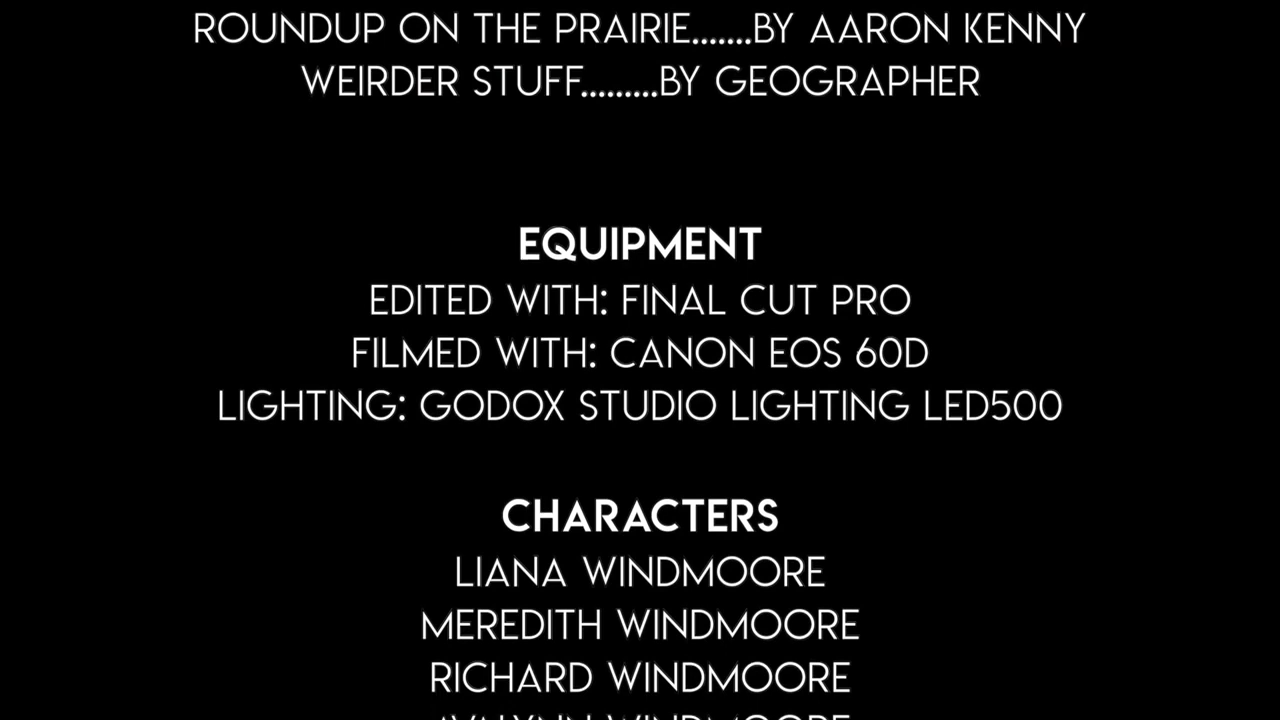 ROUNDUP ON THE PRAIRIE.......BY AARON KENNY
WEIRDER STUFF.........BY GEOGRAPHER
EQUIPMENT
EDITED WITH: FINAL CUT PRO
FILMED WITH: CANON EOS 60D
LIGHTING: GODOX STUDIO LIGHTING LED500
CHARACTERS
LIANA WINDMOORE
MEREDITH WINDMOORE
RICHARD WINDMOORE
WINDMOORE